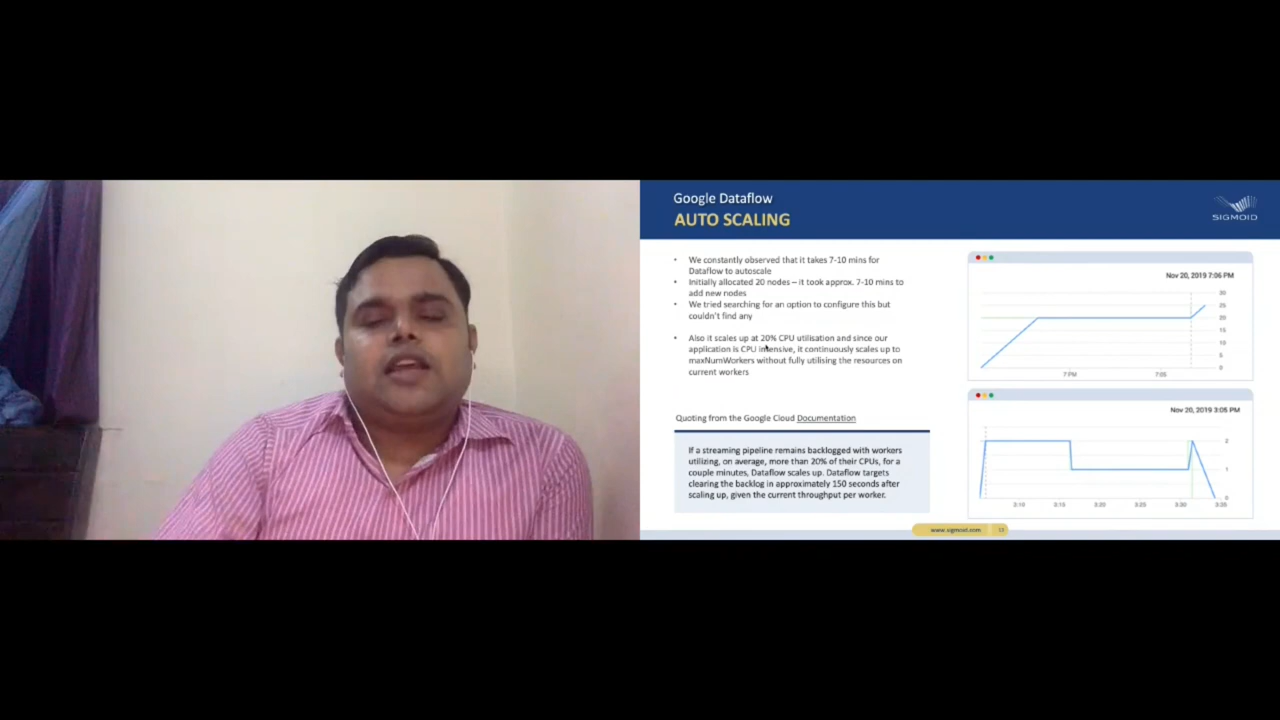 Google Dataflow
AUTO SCALING
SIGMOID
• We constantly observed that it takes 7-10 mins for
Dataflow to autoscale
• Initially allocated 20 nodes – it took approx. 7-10 mins to
add new nodes
• We tried searching for an option to configure this but
couldn't find any
• Also it scales up at 20% CPU utilisation and since our
application is CPU intensive, it continuously scales up to
maxNumWorkers without fully utilising the resources on
current workers
Quoting from the Google Cloud Documentation
If a streaming pipeline remains backlogged with workers
utilizing, on average, more than 20% of their CPUs, for a
couple minutes, Dataflow scales up. Dataflow targets
clearing the backlog in approximately 150 seconds after
scaling up, given the current throughput per worker.
Nov 20, 2019 7:06 PM
30
25
20
15
10
5
0
7 PM 7:05
Nov 20, 2019 3:05 PM
2
1
0
3:10 3:15 3:20 3:25 3:30 3:35
www.sigmoid.com